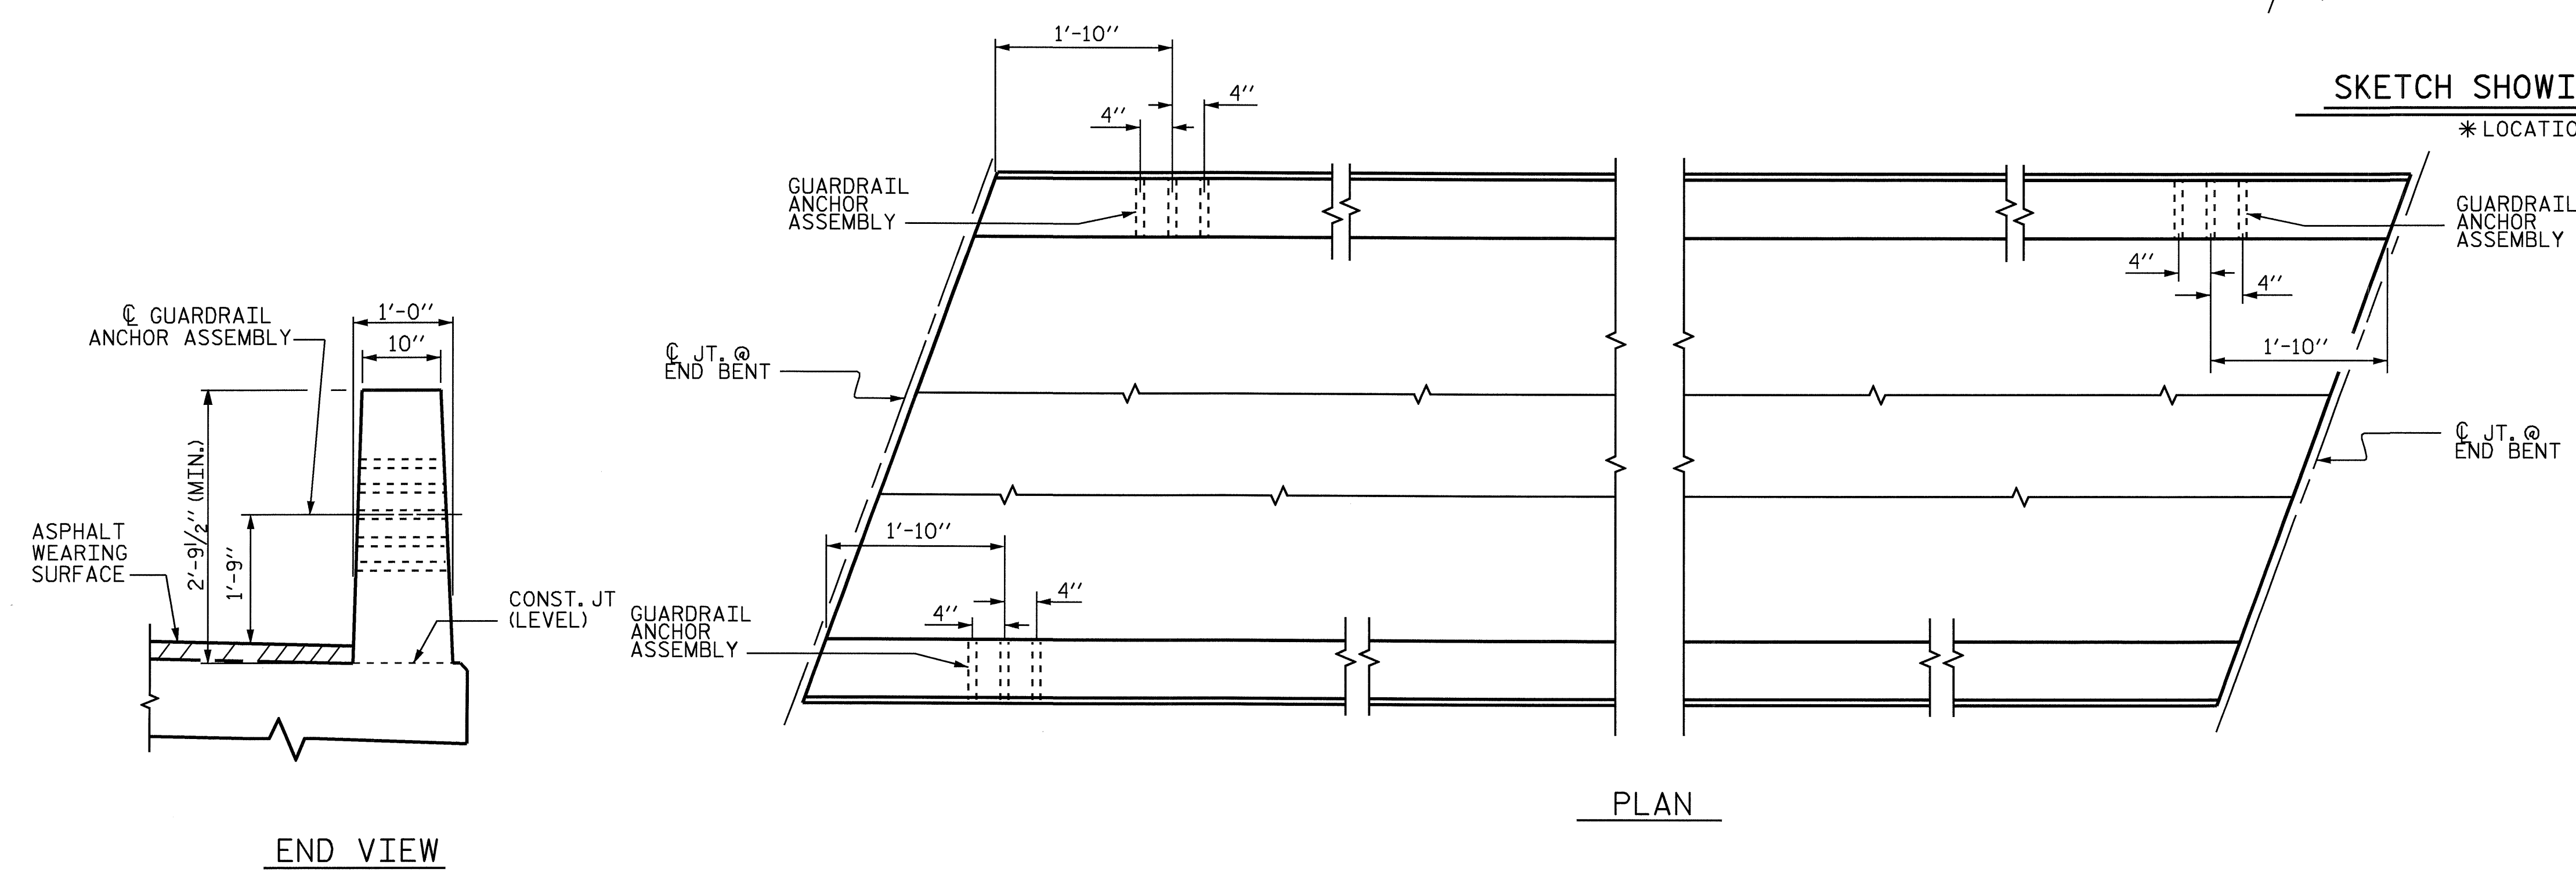 1'-10"
4"
4"
SKETCH SHOWI
*LOCATIO
GUARDRAIL
ANCHOR
ASSEMBLY
GUARDRAIL
ANCHOR
ASSEMBLY
4"
4"
1'-10"
℄ GUARDRAIL
ANCHOR ASSEMBLY
1'-0"
10"
2'-9 1/2" (MIN.)
1'-9"
ASPHALT
WEARING
SURFACE
CONST. JT
(LEVEL)
END VIEW
℄ JT. @
END BENT
℄ JT. @
END BENT
1'-10"
4"
4"
GUARDRAIL
ANCHOR
ASSEMBLY
PLAN